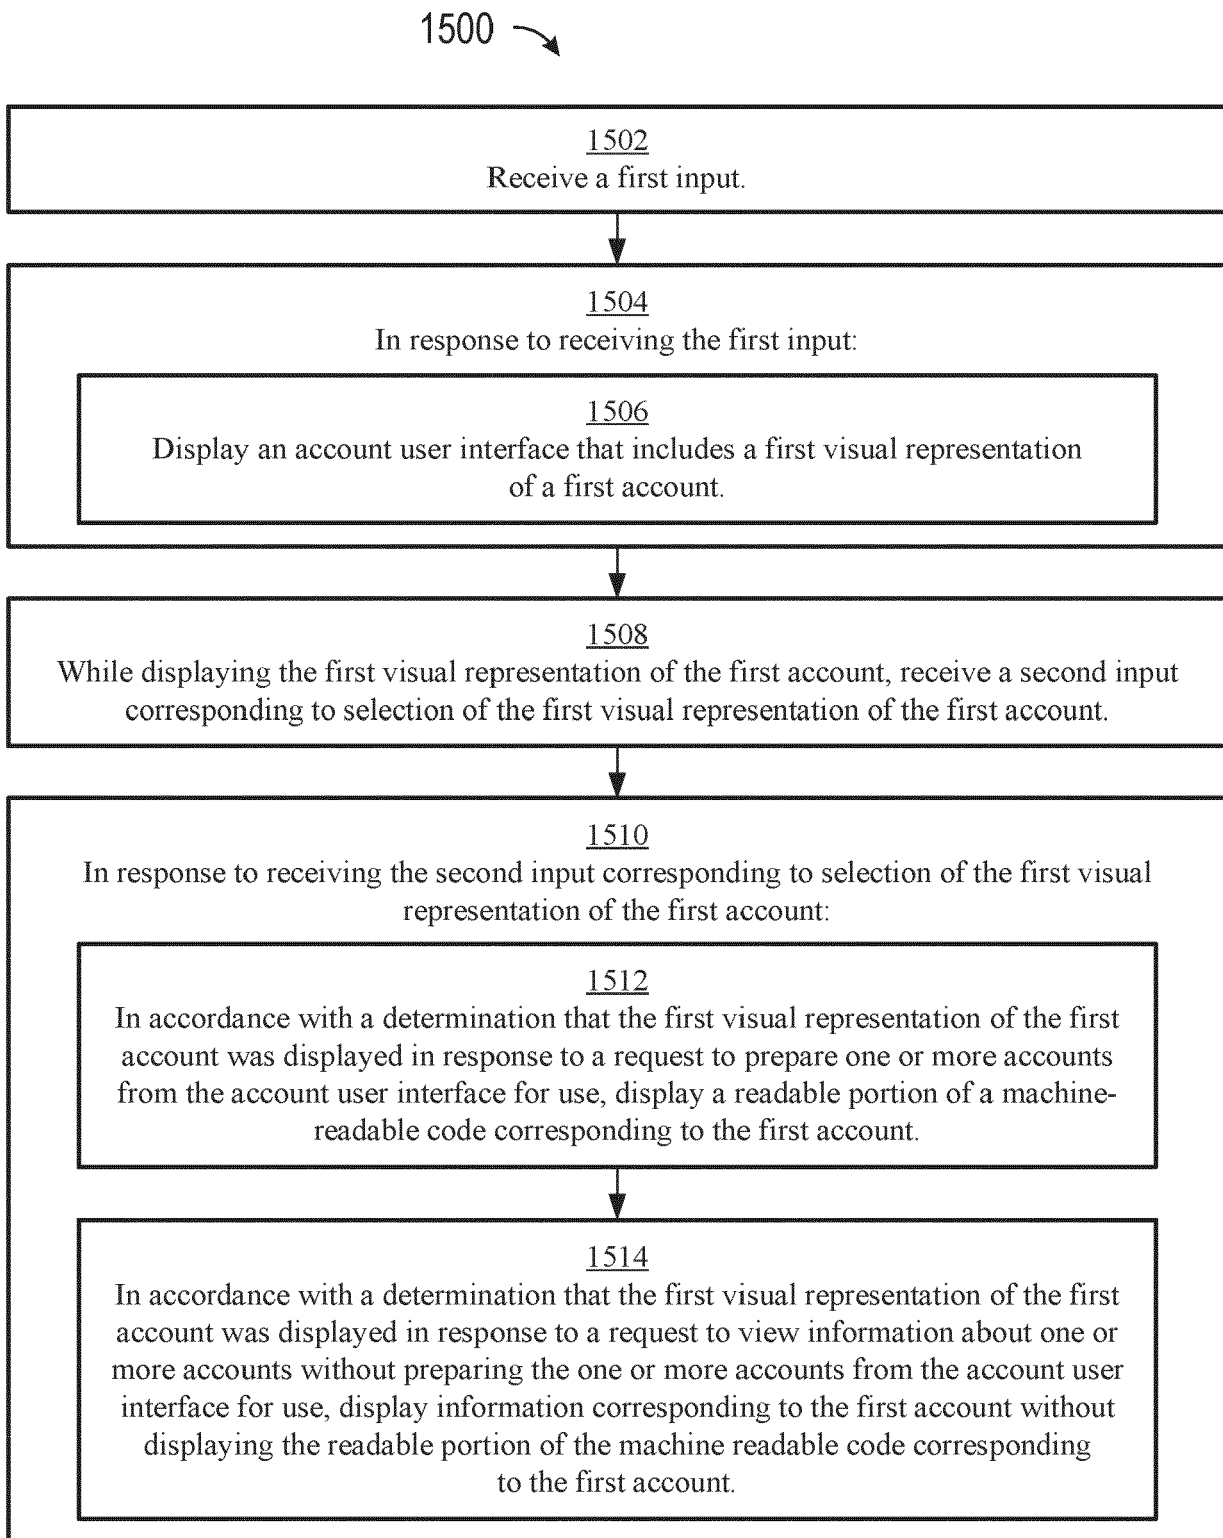 1500
1502
Receive a first input.
1504
In response to receiving the first input:
1506
Display an account user interface that includes a first visual representation
of a first account.
1508
While displaying the first visual representation of the first account, receive a second input
corresponding to selection of the first visual representation of the first account.
1510
In response to receiving the second input corresponding to selection of the first visual
representation of the first account:
1512
In accordance with a determination that the first visual representation of the first
account was displayed in response to a request to prepare one or more accounts
from the account user interface for use, display a readable portion of a machine-
readable code corresponding to the first account.
1514
In accordance with a determination that the first visual representation of the first
account was displayed in response to a request to view information about one or
more accounts without preparing the one or more accounts from the account user
interface for use, display information corresponding to the first account without
displaying the readable portion of the machine readable code corresponding
to the first account.